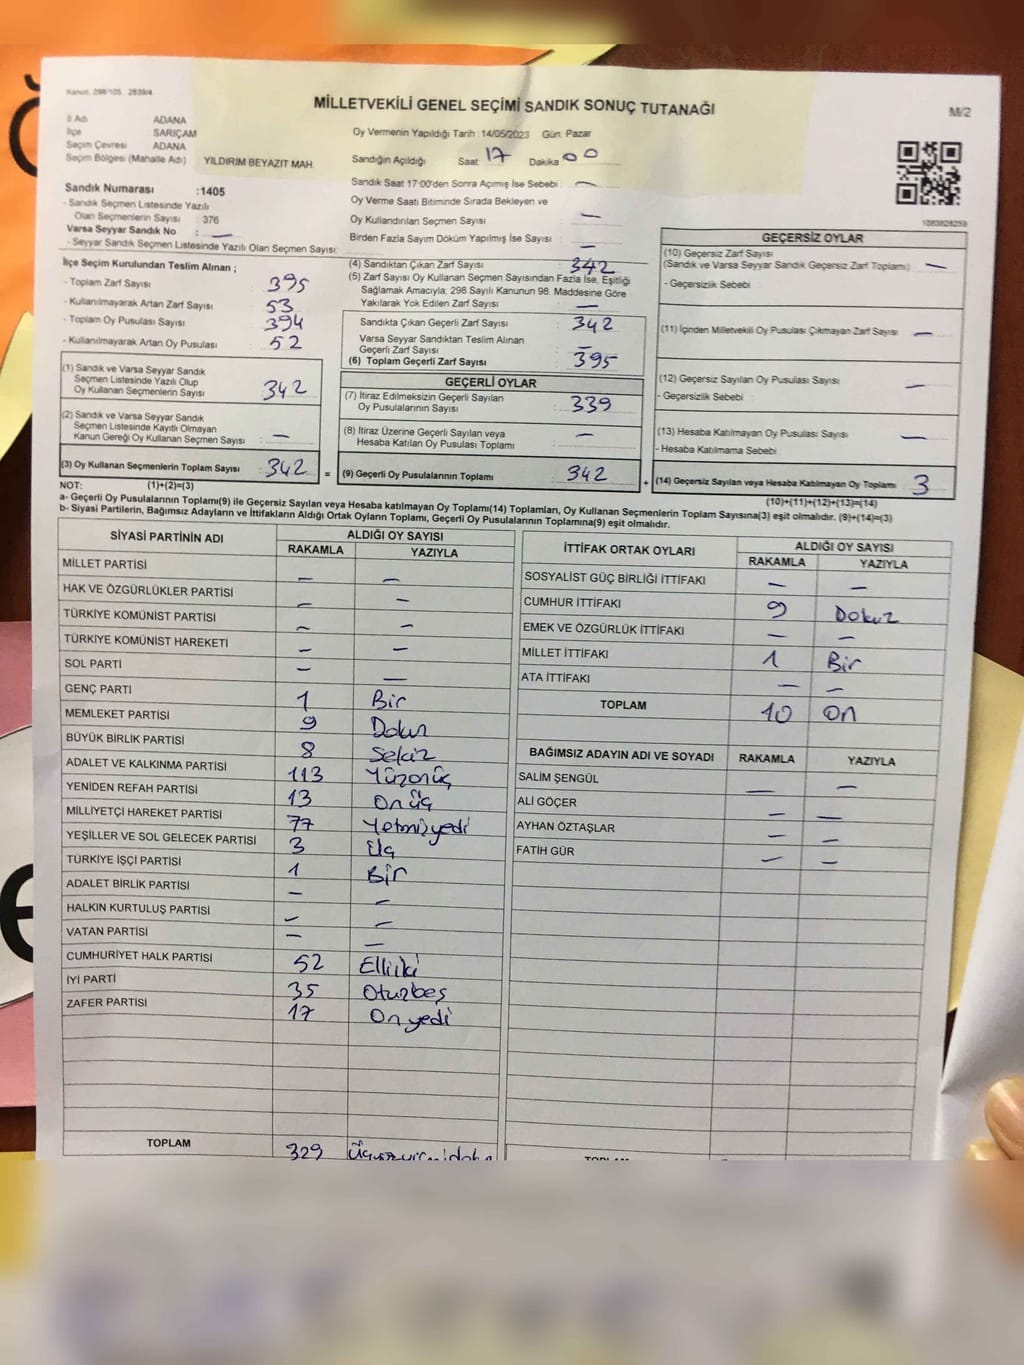 Kanun: 298/105 . 2839/4
MİLLETVEKİLİ GENEL SEÇİMİ SANDIK SONUÇ TUTANAĞI
M/2
İl Adı ADANA
İlçe SARIÇAM
Seçim Çevresi ADANA
Seçim Bölgesi (Mahalle Adı) YILDIRIM BEYAZIT MAH.
Oy Vermenin Yapıldığı Tarih : 14/05/2023 Gün: Pazar
Sandığın Açıldığı Saat: 17 Dakika 00
Sandık Saat 17:00'den Sonra Açımış İse Sebebi : —
Oy Verme Saati Bitiminde Sırada Bekleyen ve
Oy Kullandırılan Seçmen Sayısı —
Birden Fazla Sayım Döküm Yapılmış İse Sayısı —
Sandık Numarası :1405
- Sandık Seçmen Listesinde Yazılı
Olan Seçmenlerin Sayısı : 376
Varsa Seyyar Sandık No : —
- Seyyar Sandık Seçmen Listesinde Yazılı Olan Seçmen Sayısı:
İlçe Seçim Kurulundan Teslim Alınan ;
- Toplam Zarf Sayısı : 395
- Kullanılmayarak Artan Zarf Sayısı : 53
- Toplam Oy Pusulası Sayısı : 394
- Kullanılmayarak Artan Oy Pusulası : 52
(1) Sandık ve Varsa Seyyar Sandık
Seçmen Listesinde Yazılı Olup
Oy Kullanan Seçmenlerin Sayısı : 342
(2) Sandık ve Varsa Seyyar Sandık
Seçmen Listesinde Kayıtlı Olmayan
Kanun Gereği Oy Kullanan Seçmen Sayısı : —
(3) Oy Kullanan Seçmenlerin Toplam Sayısı : 342 =
(4) Sandıktan Çıkan Zarf Sayısı : 342
(5) Zarf Sayısı Oy Kullanan Seçmen Sayısından Fazla İse, Eşitliği
Sağlamak Amacıyla; 298 Sayılı Kanunun 98. Maddesine Göre
Yakılarak Yok Edilen Zarf Sayısı : —
Sandıkta Çıkan Geçerli Zarf Sayısı : 342
Varsa Seyyar Sandıktan Teslim Alınan
Geçerli Zarf Sayısı : —
(6) Toplam Geçerli Zarf Sayısı : 395
GEÇERLİ OYLAR
(7) İtiraz Edilmeksizin Geçerli Sayılan
Oy Pusulalarının Sayısı : 339
(8) İtiraz Üzerine Geçerli Sayılan veya
Hesaba Katılan Oy Pusulası Toplamı : —
(9) Geçerli Oy Pusulalarının Toplamı : 342 +
1083828259
GEÇERSİZ OYLAR
(10) Geçersiz Zarf Sayısı
(Sandık ve Varsa Seyyar Sandık Geçersiz Zarf Toplamı) : —
- Geçersizlik Sebebi :
(11) İçinden Milletvekili Oy Pusulası Çıkmayan Zarf Sayısı : —
(12) Geçersiz Sayılan Oy Pusulası Sayısı : —
- Geçersizlik Sebebi :
(13) Hesaba Katılmayan Oy Pusulası Sayısı : —
- Hesaba Katılmama Sebebi :
(14) Geçersiz Sayılan veya Hesaba Katılmayan Oy Toplamı : 3
NOT: (1)+(2)=(3)
(10)+(11)+(12)+(13)=(14)
a- Geçerli Oy Pusulalarının Toplamı(9) ile Geçersiz Sayılan veya Hesaba Katılmayan Oy Toplamı(14) Toplamları, Oy Kullanan Seçmenlerin Toplam Sayısına(3) eşit olmalıdır. (9)+(14)=(3)
b- Siyasi Partilerin, Bağımsız Adayların ve İttifakların Aldığı Ortak Oyların Toplamı, Geçerli Oy Pusulalarının Toplamına(9) eşit olmalıdır.
SİYASİ PARTİNİN ADI ALDIĞI OY SAYISI
RAKAMLA YAZIYLA
MİLLET PARTİSİ — —
HAK VE ÖZGÜRLÜKLER PARTİSİ — —
TÜRKİYE KOMÜNİST PARTİSİ — —
TÜRKİYE KOMÜNİST HAREKETİ — —
SOL PARTİ — —
GENÇ PARTİ 1 Bir
MEMLEKET PARTİSİ 9 Dokuz
BÜYÜK BİRLİK PARTİSİ 8 Sekiz
ADALET VE KALKINMA PARTİSİ 113 Yüzonüç
YENİDEN REFAH PARTİSİ 13 Onüç
MİLLİYETÇİ HAREKET PARTİSİ 77 Yetmişyedi
YEŞİLLER VE SOL GELECEK PARTİSİ 3 Üç
TÜRKİYE İŞÇİ PARTİSİ 1 Bir
ADALET BİRLİK PARTİSİ — —
HALKIN KURTULUŞ PARTİSİ — —
VATAN PARTİSİ — —
CUMHURİYET HALK PARTİSİ 52 Elliiki
İYİ PARTİ 35 Otuzbeş
ZAFER PARTİSİ 17 Onyedi
TOPLAM 329
İTTİFAK ORTAK OYLARI ALDIĞI OY SAYISI
RAKAMLA YAZIYLA
SOSYALİST GÜÇ BİRLİĞİ İTTİFAKI — —
CUMHUR İTTİFAKI 9 Dokuz
EMEK VE ÖZGÜRLÜK İTTİFAKI — —
MİLLET İTTİFAKI 1 Bir
ATA İTTİFAKI — —
TOPLAM 10 On
BAĞIMSIZ ADAYIN ADI VE SOYADI RAKAMLA YAZIYLA
SALİM ŞENGÜL — —
ALİ GÖÇER — —
AYHAN ÖZTAŞLAR — —
FATİH GÜR — —
TOPLAM